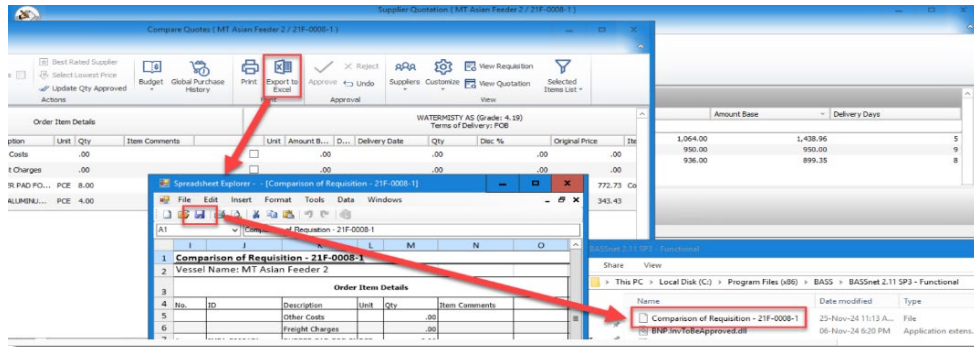 Supplier Quotation ( MT Asian Feeder 2 / 21F-0008-1 )
Compare Quotes ( MT Asian Feeder 2 / 21F-0008-1 )
Best Rated Supplier
Select Lowest Price
Update Qty Approved
Actions
Budget
Global Purchase
History
Print
Export to
Excel
Approve
Reject
Undo
Approval
Suppliers
Customize
View Requisition
View Quotation
Selected
Items List
View
Order Item Details
WATERMISTY AS (Grade: 4.19)
Terms of Delivery: FOB
Unit Qty Item Comments
Unit Amount B... D... Delivery Date Qty Disc % Original Price
Costs .00 .00 .00 .00 .00
t Charges .00 .00 .00 .00 .00
ER PAD FO... PCE 8.00 772.73
ALUMINU... PCE 4.00 343.43
Amount Base Delivery Days
1,064.00 1,438.96 5
950.00 950.00 9
936.00 899.35 8
Spreadsheet Explorer - - [Comparison of Requisition - 21F-0008-1]
File Edit Insert Format Tools Data Windows
A1 Comparison of Requisition - 21F-0008-1
I J K L M N O
1 Comparison of Requisition - 21F-0008-1
2 Vessel Name: MT Asian Feeder 2
3 Order Item Details
4 No. ID Description Unit Qty Item Comments
5 Other Costs .00
6 Freight Charges .00
BASSnet 2.11 SP3 - Functional
Share View
This PC > Local Disk (C:) > Program Files (x86) > BASS > BASSnet 2.11 SP3 - Functional
Name Date modified Type
Comparison of Requisition - 21F-0008-1 25-Nov-24 11:13 A... File
BNP.InvToBeApproved.dll 06-Nov-24 6:20 PM Application extens...